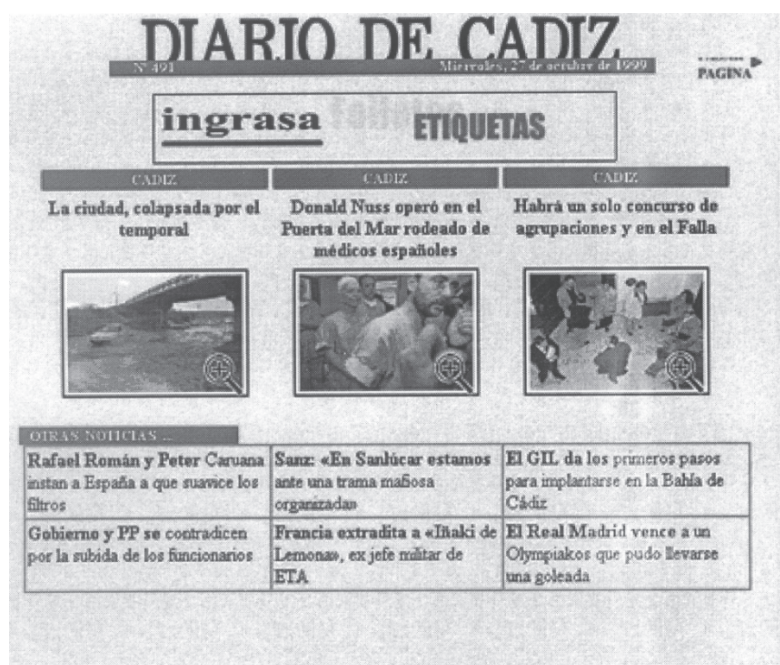 DIARIO DE CADIZ
Nº 491
Miércoles, 27 de octubre de 1999
PAGINA
ingrasa
folletos
ETIQUETAS
CADIZ
CADIZ
CADIZ
La ciudad, colapsada por el
temporal
Donald Nuss operó en el
Puerta del Mar rodeado de
médicos españoles
Habrá un solo concurso de
agrupaciones y en el Falla
OTRAS NOTICIAS ...
Rafael Román y Peter Caruana
instan a España a que suavice los
filtros
Sanz: «En Sanlúcar estamos
ante una trama mafiosa
organizada»
El GIL da los primeros pasos
para implantarse en la Bahía de
Cádiz
Gobierno y PP se contradicen
por la subida de los funcionarios
Francia extradita a «Iñaki de
Lemona», ex jefe militar de
ETA
El Real Madrid vence a un
Olympiakos que pudo llevarse
una goleada